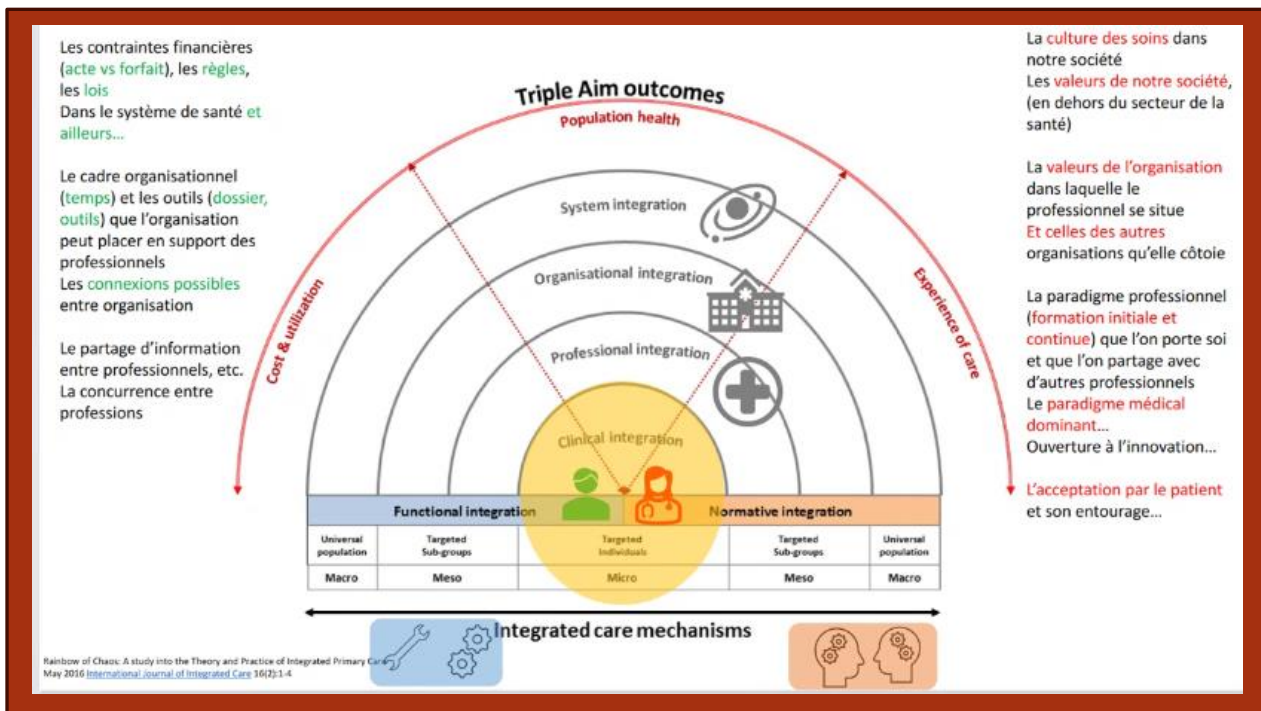 Les contraintes financières
(acte vs forfait), les règles,
les lois
Dans le système de santé et
ailleurs…
Le cadre organisationnel
(temps) et les outils (dossier,
outils) que l'organisation
peut placer en support des
professionnels
Les connexions possibles
entre organisation
Le partage d'information
entre professionnels, etc.
La concurrence entre
professions
Triple Aim outcomes
Population health
Cost & utilization
Experience of care
System integration
Organisational integration
Professional integration
Clinical integration
Functional integration
Normative integration
Universal population
Targeted Sub-groups
Targeted Individuals
Targeted Sub-groups
Universal population
Macro
Meso
Micro
Meso
Macro
Integrated care mechanisms
La culture des soins dans
notre société
Les valeurs de notre société,
(en dehors du secteur de la
santé)
La valeurs de l'organisation
dans laquelle le
professionnel se situe
Et celles des autres
organisations qu'elle côtoie
La paradigme professionnel
(formation initiale et
continue) que l'on porte soi
et que l'on partage avec
d'autres professionnels
Le paradigme médical
dominant…
Ouverture à l'innovation…
L'acceptation par le patient
et son entourage…
Rainbow of Chaos: A study into the Theory and Practice of Integrated Primary Care
May 2016 International Journal of Integrated Care 16(2):1-4